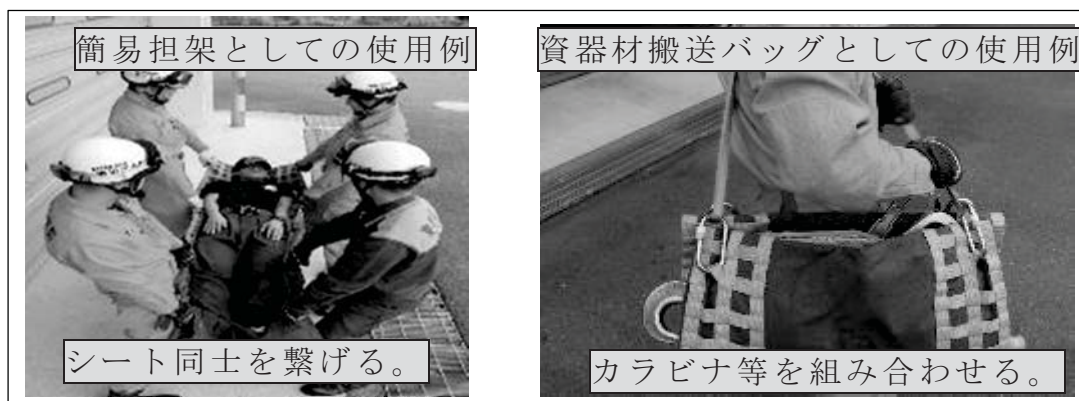 簡易担架としての使用例
シート同士を繋げる。
資器材搬送バッグとしての使用例
カラビナ等を組み合わせる。